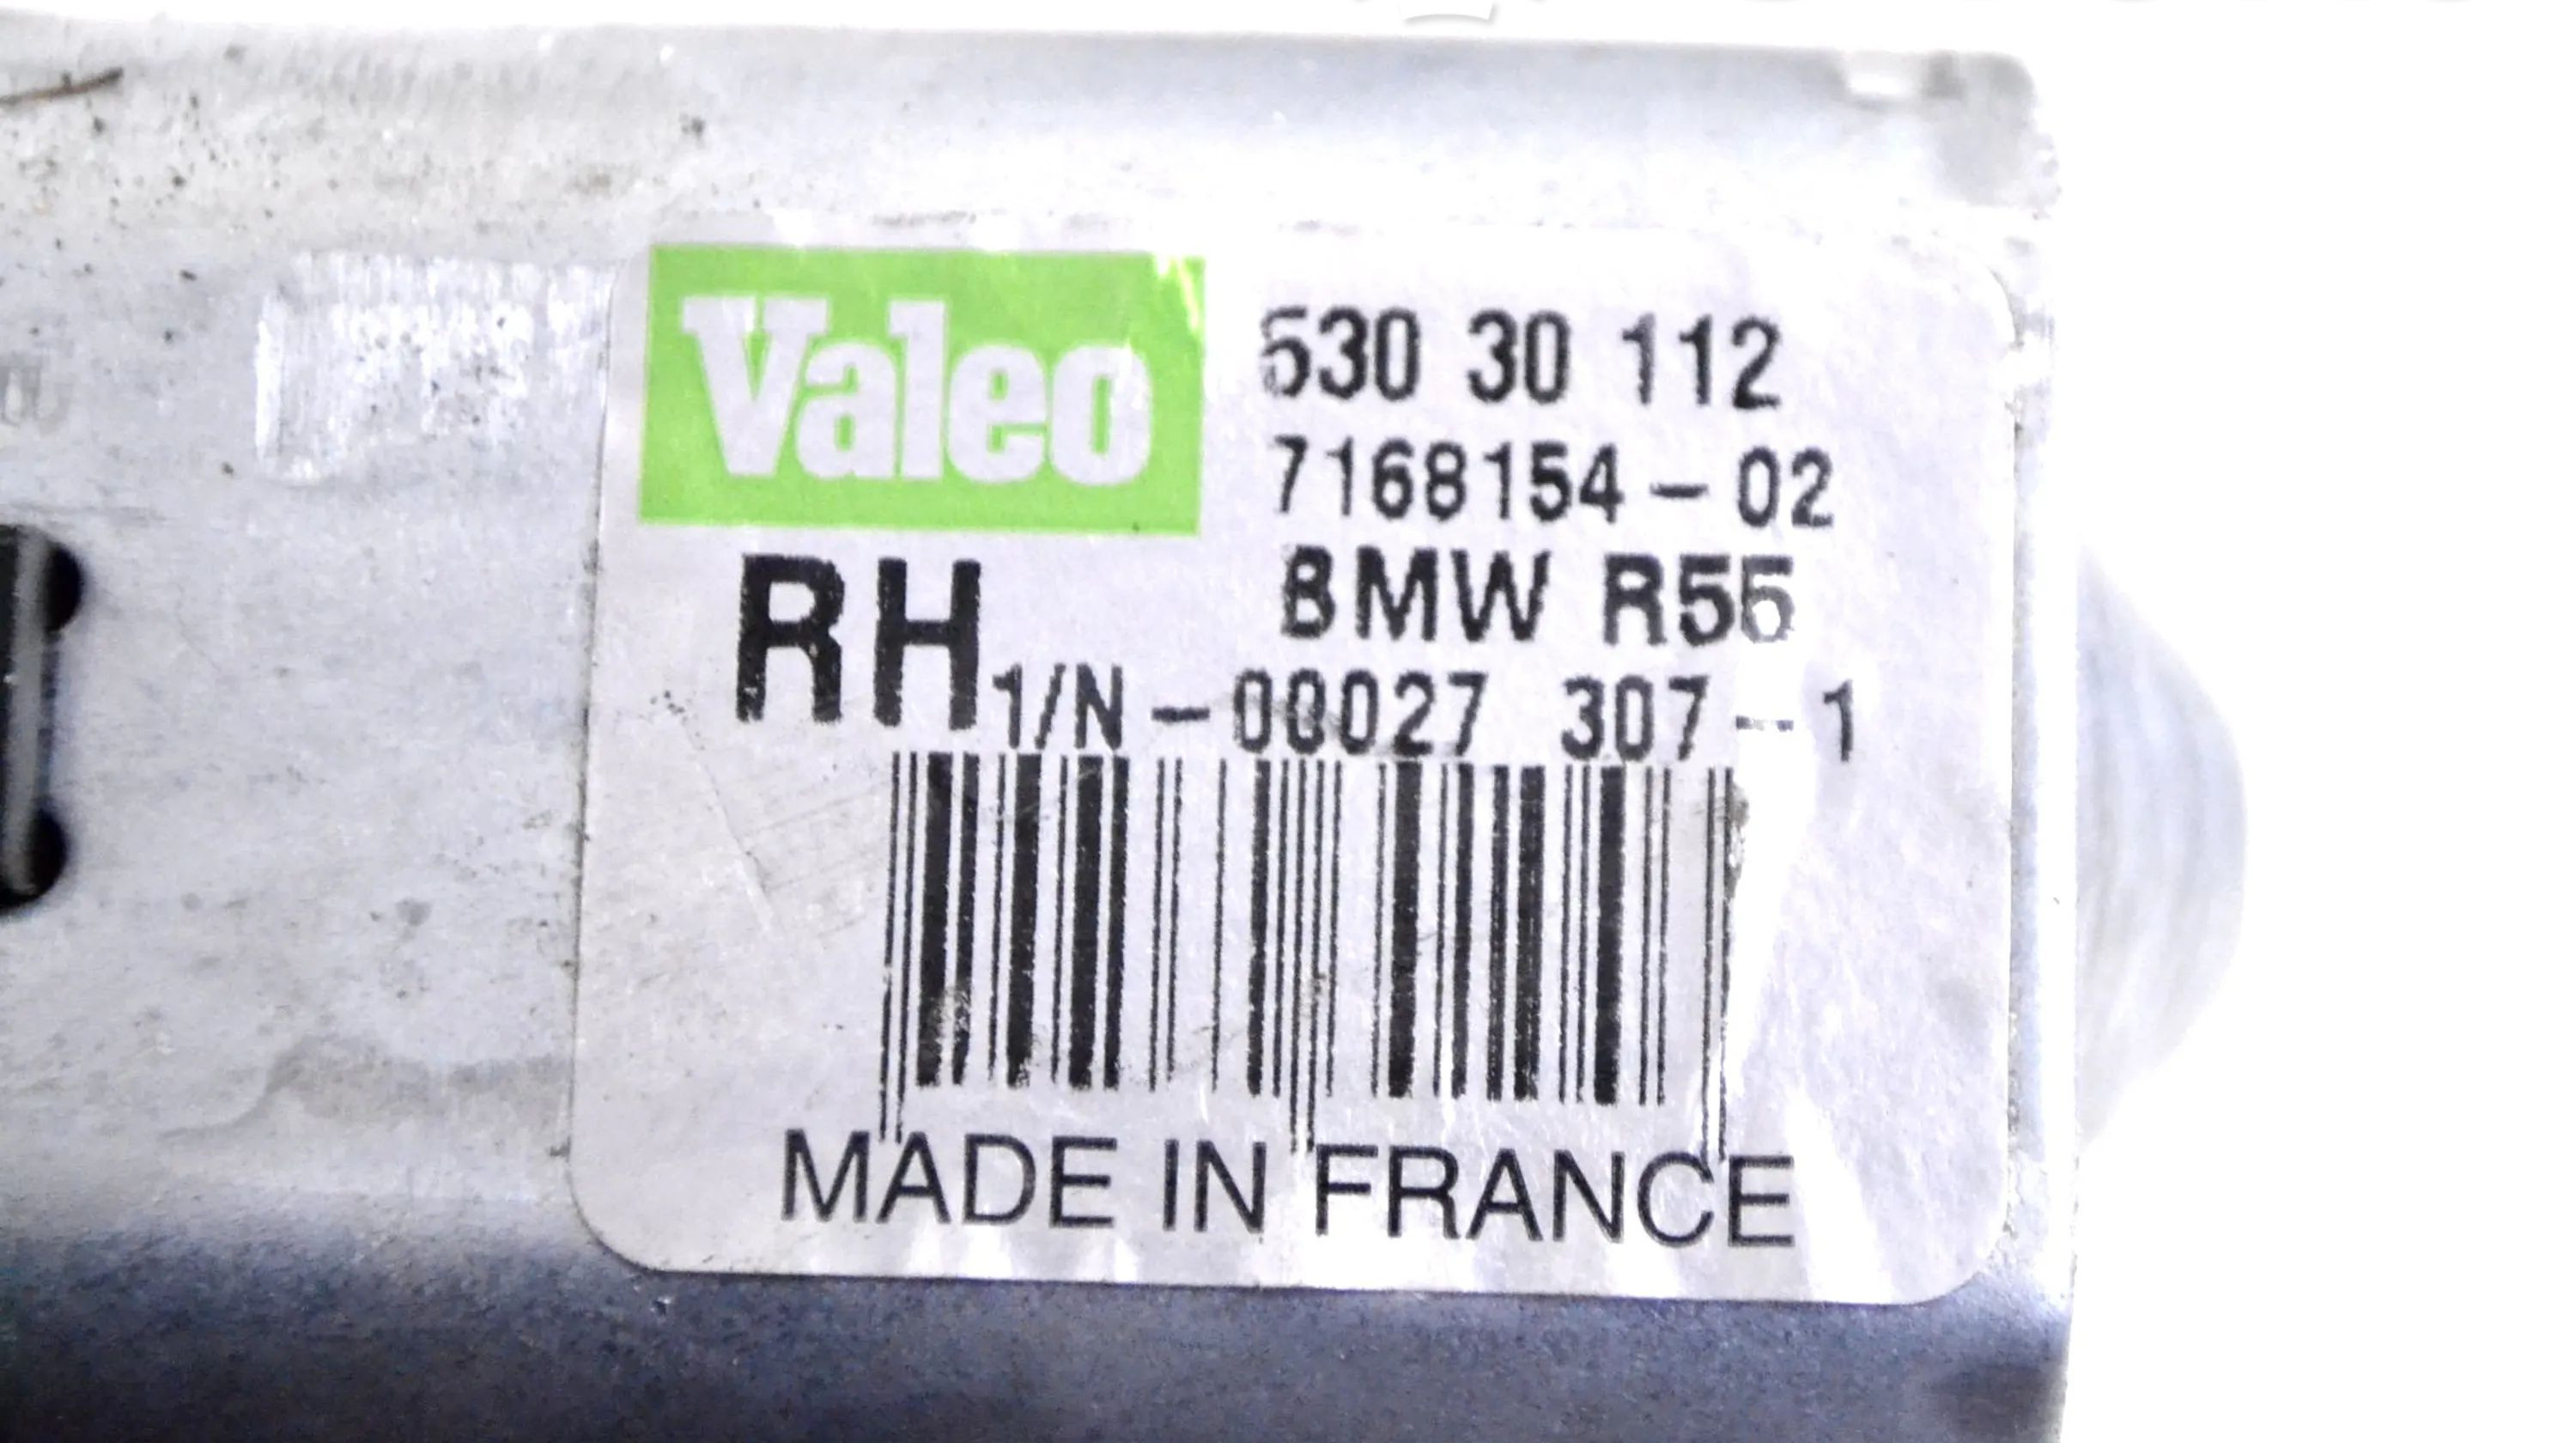 Valeo
530 30 112
7168154-02
RH
BMW R55
1/N-00027 307-1
MADE IN FRANCE